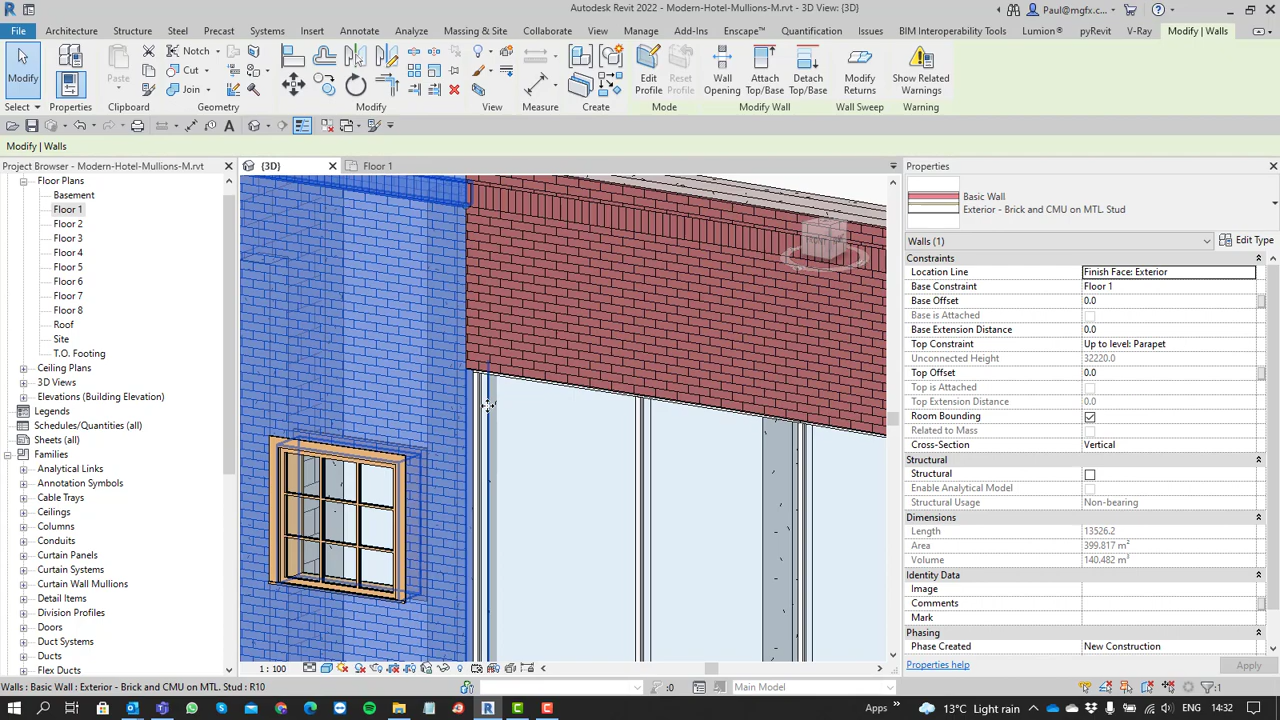 Autodesk Revit 2022 - Modern-Hotel-Mullions-M.rvt - 3D View: {3D}
Paul@mgfx.c...
File Architecture Structure Steel Precast Systems Insert Annotate Analyze Massing & Site Collaborate View Manage Add-Ins Enscape™ Quantification Issues BIM Interoperability Tools Lumion® pyRevit V-Ray Modify | Walls
Notch
Cut
Join
Modify
Properties
Paste
Edit
Profile
Reset
Profile
Wall
Opening
Attach
Top/Base
Detach
Top/Base
Modify
Returns
Show Related
Warnings
Select Properties Clipboard Geometry Modify View Measure Create Mode Modify Wall Wall Sweep Warning
Modify | Walls
Project Browser - Modern-Hotel-Mullions-M.rvt
Floor Plans
Basement
Floor 1
Floor 2
Floor 3
Floor 4
Floor 5
Floor 6
Floor 7
Floor 8
Roof
Site
T.O. Footing
Ceiling Plans
3D Views
Elevations (Building Elevation)
Legends
Schedules/Quantities (all)
Sheets (all)
Families
Analytical Links
Annotation Symbols
Cable Trays
Ceilings
Columns
Conduits
Curtain Panels
Curtain Systems
Curtain Wall Mullions
Detail Items
Division Profiles
Doors
Duct Systems
Ducts
Flex Ducts
{3D}
Floor 1
1 : 100
Properties
Basic Wall
Exterior - Brick and CMU on MTL. Stud
Walls (1)
Edit Type
Constraints
Location Line Finish Face: Exterior
Base Constraint Floor 1
Base Offset 0.0
Base is Attached
Base Extension Distance 0.0
Top Constraint Up to level: Parapet
Unconnected Height 32220.0
Top Offset 0.0
Top is Attached
Top Extension Distance 0.0
Room Bounding
Related to Mass
Cross-Section Vertical
Structural
Structural
Enable Analytical Model
Structural Usage Non-bearing
Dimensions
Length 13526.2
Area 399.817 m²
Volume 140.482 m³
Identity Data
Image
Comments
Mark
Phasing
Phase Created New Construction
Properties help
Apply
Walls : Basic Wall : Exterior - Brick and CMU on MTL. Stud : R10
:0
Main Model
:1
Apps
13°C Light rain
ENG
14:32